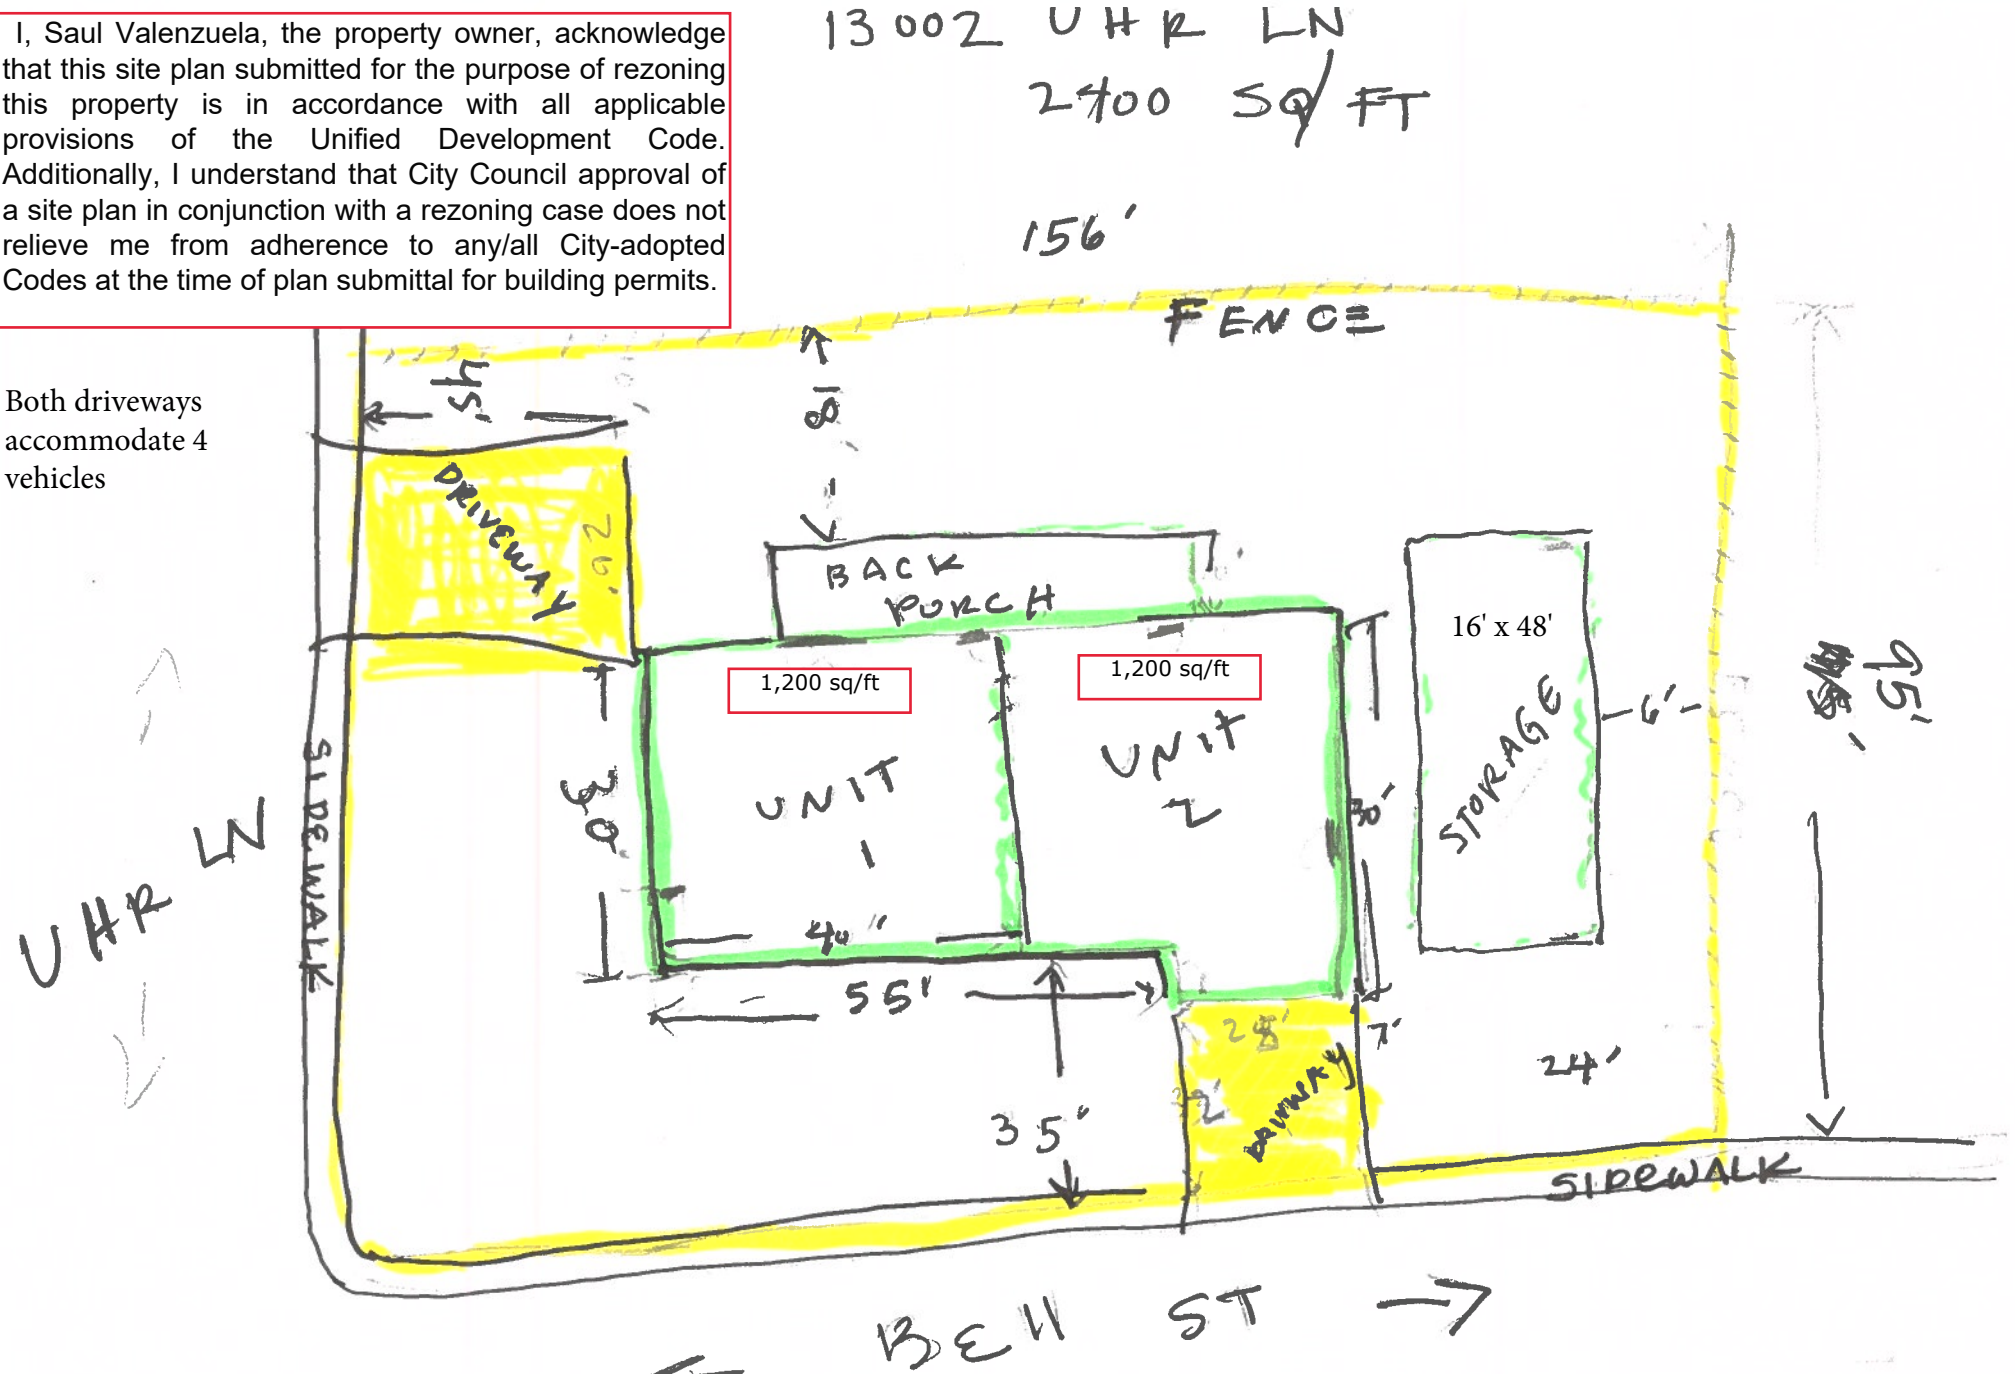 I, Saul Valenzuela, the property owner, acknowledge
that this site plan submitted for the purpose of rezoning
this property is in accordance with all applicable
provisions of the Unified Development Code.
Additionally, I understand that City Council approval of
a site plan in conjunction with a rezoning case does not
relieve me from adherence to any/all City-adopted
Codes at the time of plan submittal for building permits.
13002 UHR LN
2400 SQ/FT
156'
FENCE
Both driveways
accommodate 4
vehicles
45'
18'
DRIVEWAY
26'
BACK
PORCH
16' x 48'
1,200 sq/ft
1,200 sq/ft
UNIT
1
UNIT
2
STORAGE
6'
95'
30'
30'
SIDEWALK
UHR LN
40'
55'
28'
7'
24'
35'
DRIVWAY
SIDEWALK
BEll ST